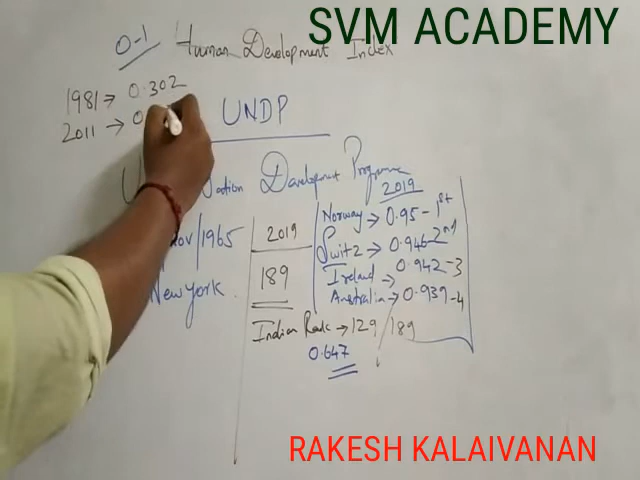 SVM ACADEMY
0-1 Human Development Index
1981 → 0.302
2011 → 0
UNDP
Development Programme
Nov/1965
New York
2019
189
2019
Norway → 0.95 - 1st
Switz → 0.946 - 2nd
Ireland → 0.942 - 3
Australia → 0.939 - 4
Indian Rank → 129/189
0.647
RAKESH KALAIVANAN